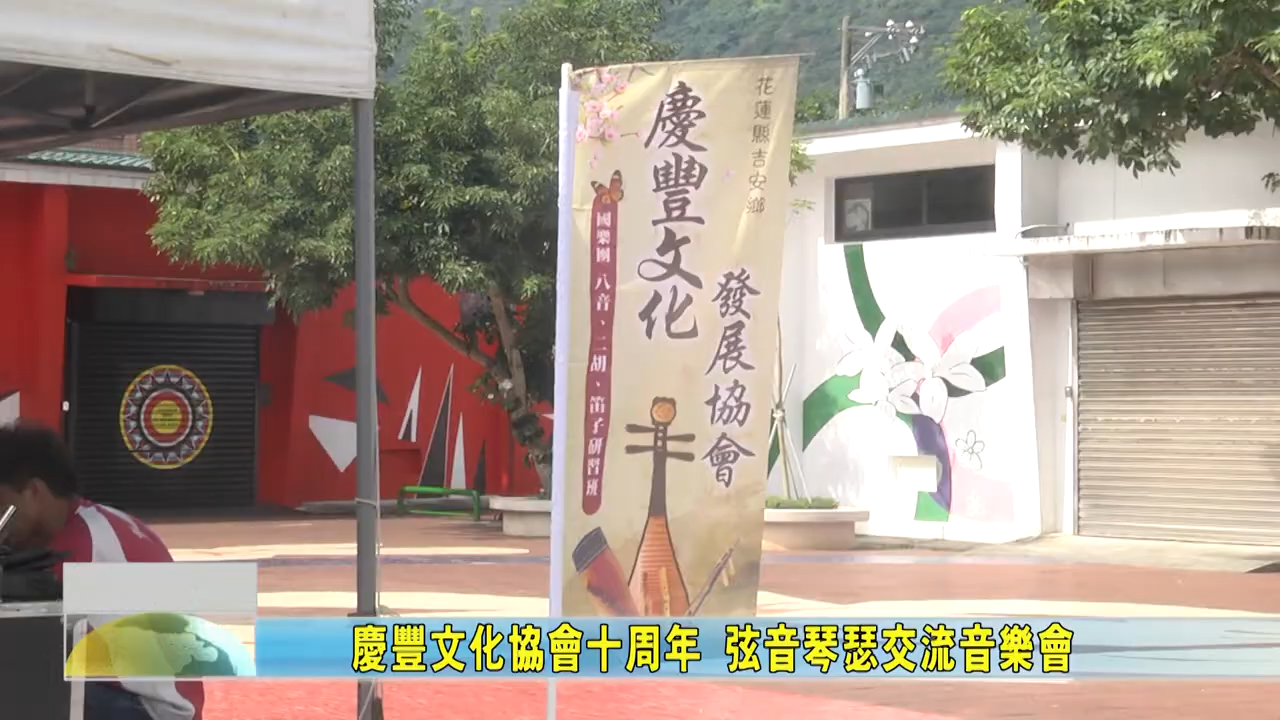 花蓮縣吉安鄉
慶豐文化
發展協會
國樂團 八音、二胡、笛子研習班
慶豐文化協會十周年 弦音琴瑟交流音樂會